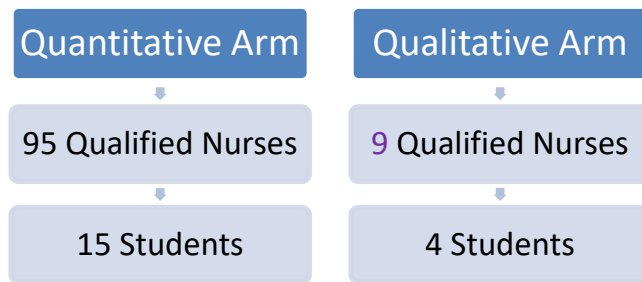 Quantitative Arm
95 Qualified Nurses
15 Students
Qualitative Arm
9 Qualified Nurses
4 Students